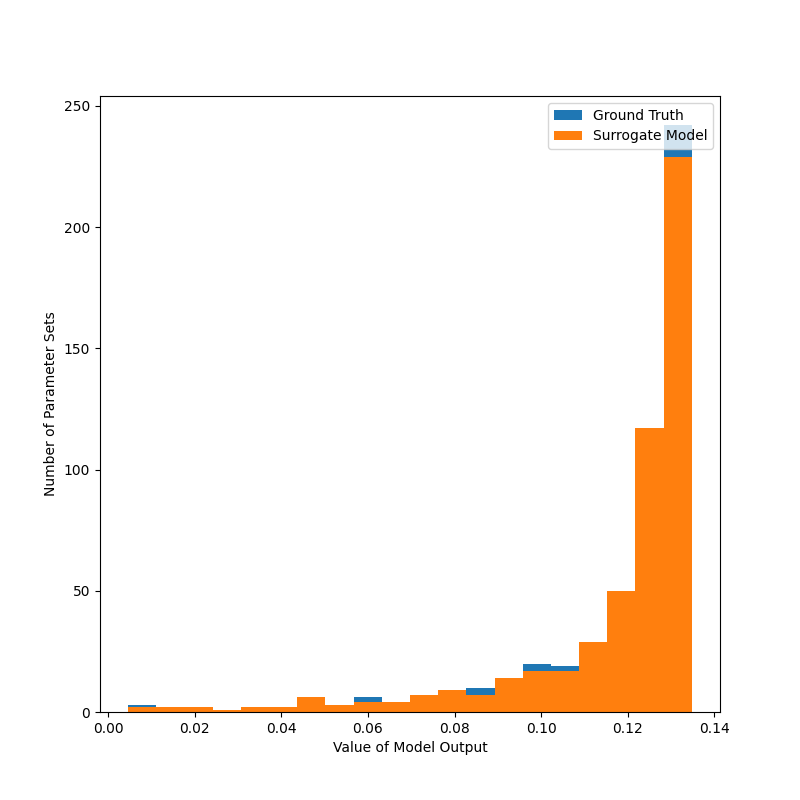 Ground Truth
Surrogate Model
250
200
150
100
50
0
Number of Parameter Sets
0.00 0.02 0.04 0.06 0.08 0.10 0.12 0.14
Value of Model Output